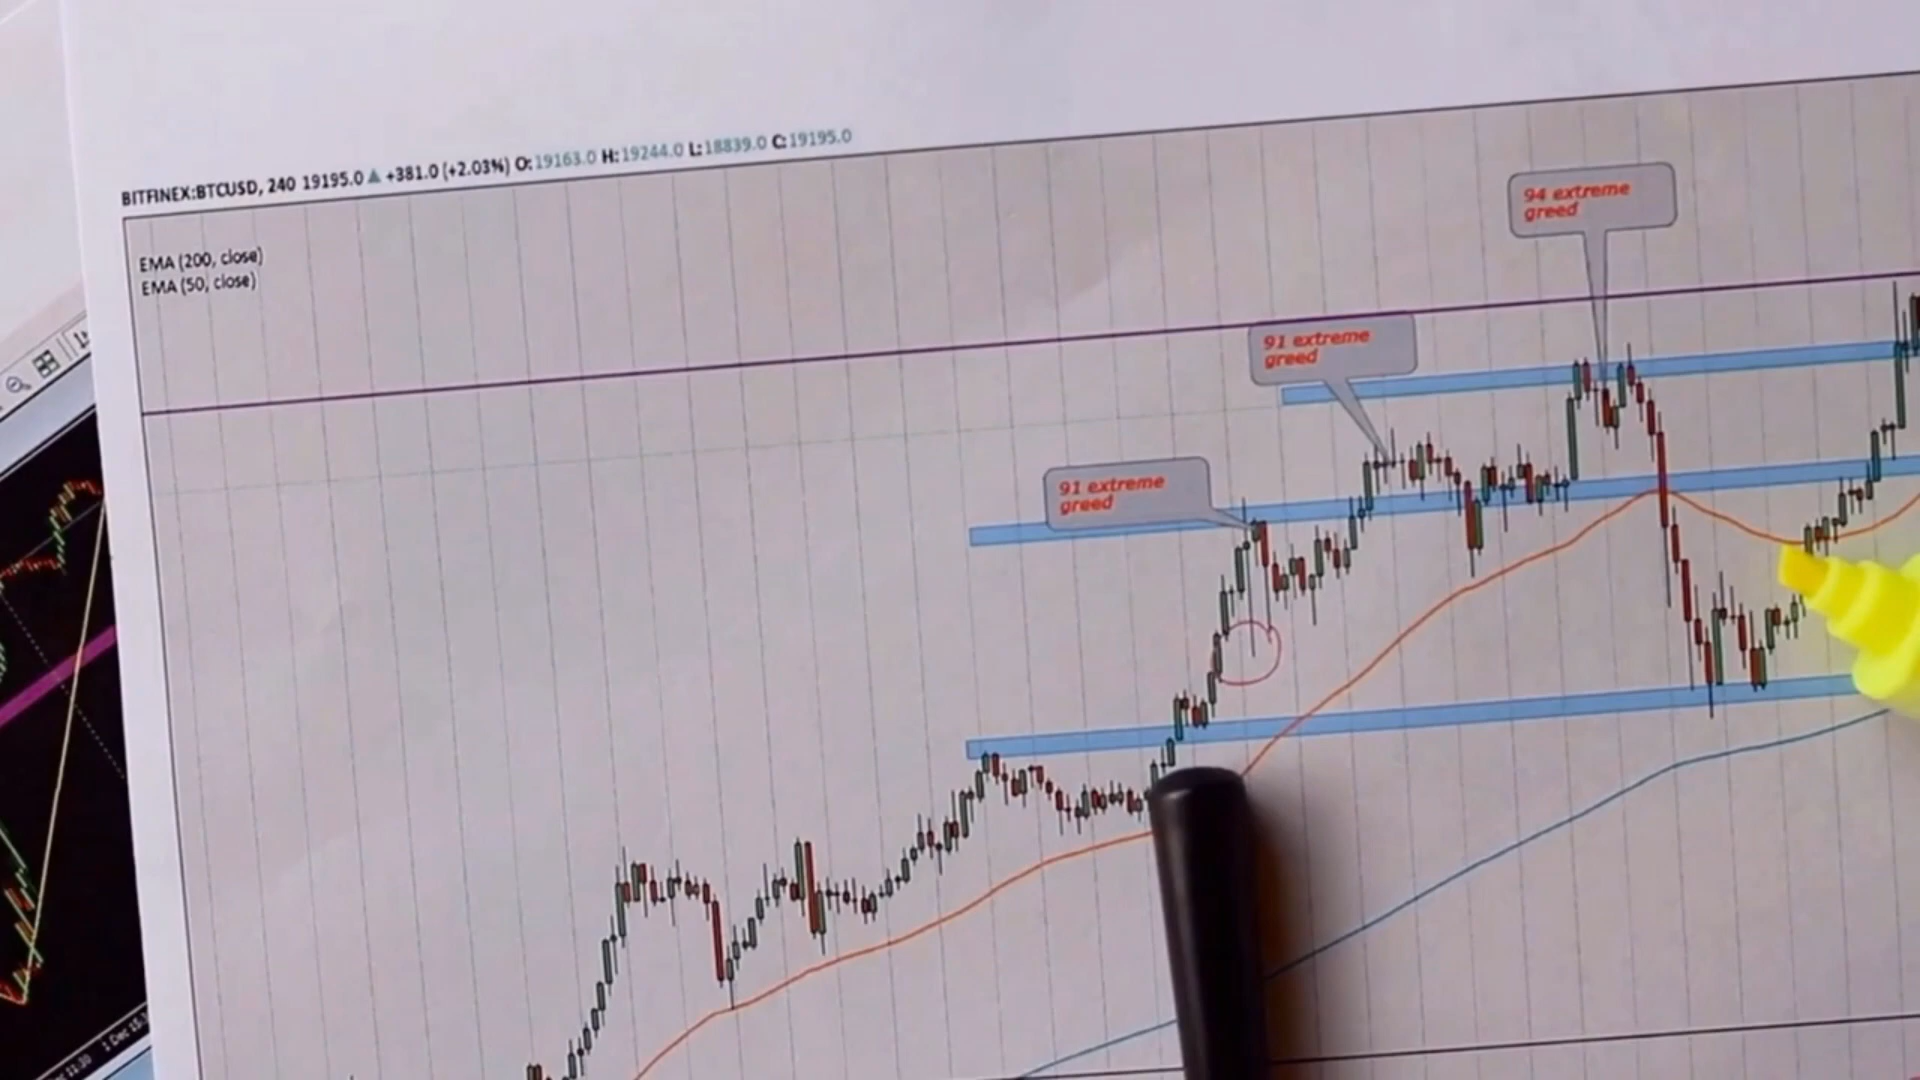 BITFINEX:BTCUSD, 240 19195.0 ▲ +381.0 (+2.03%) O:19163.0 H:19244.0 L:18839.0 C:19195.0
EMA (200, close)
EMA (50, close)
94 extreme
greed
91 extreme
greed
91 extreme
greed